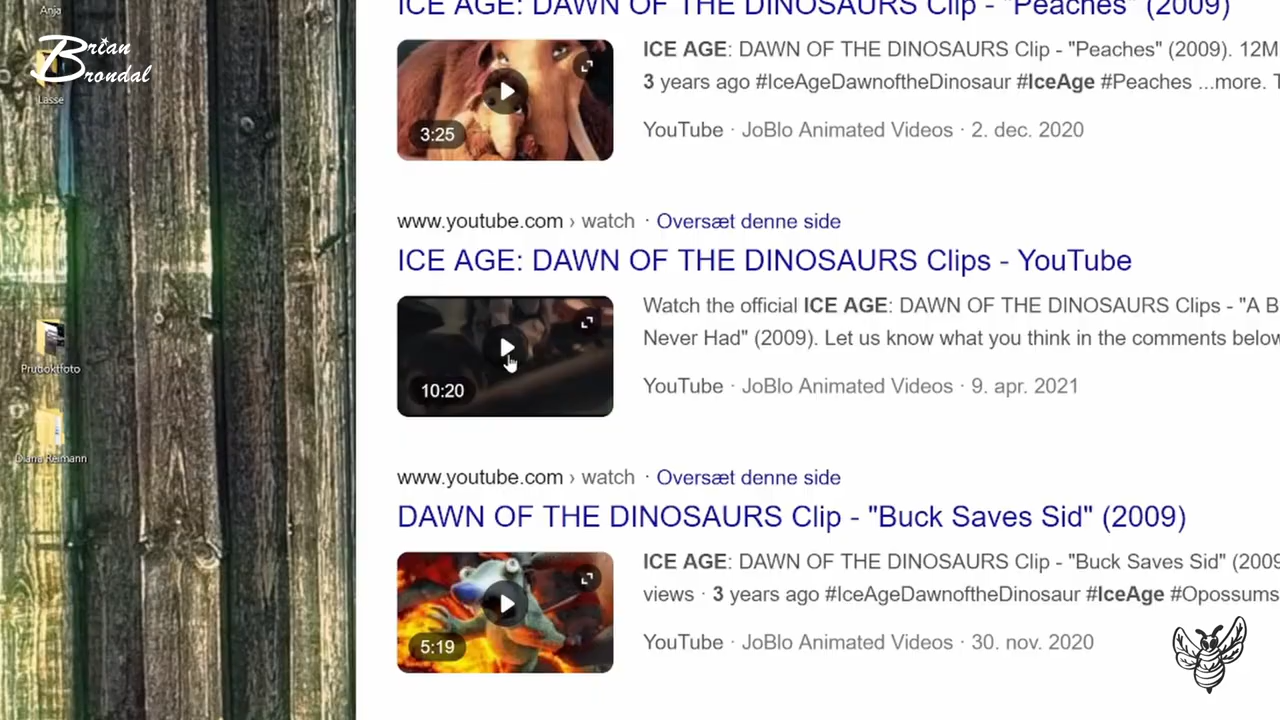 Anja
Brian
Brondal
Lasse
Prudoktfoto
Diana Reimann
ICE AGE: DAWN OF THE DINOSAURS Clip - "Peaches" (2009)
ICE AGE: DAWN OF THE DINOSAURS Clip - "Peaches" (2009). 12M
3 years ago #IceAgeDawnoftheDinosaur #IceAge #Peaches ...more. T
3:25
YouTube · JoBlo Animated Videos · 2. dec. 2020
www.youtube.com › watch · Oversæt denne side
ICE AGE: DAWN OF THE DINOSAURS Clips - YouTube
Watch the official ICE AGE: DAWN OF THE DINOSAURS Clips - "A B
Never Had" (2009). Let us know what you think in the comments below
10:20
YouTube · JoBlo Animated Videos · 9. apr. 2021
www.youtube.com › watch · Oversæt denne side
DAWN OF THE DINOSAURS Clip - "Buck Saves Sid" (2009)
ICE AGE: DAWN OF THE DINOSAURS Clip - "Buck Saves Sid" (2009
views · 3 years ago #IceAgeDawnoftheDinosaur #IceAge #Opossums
5:19
YouTube · JoBlo Animated Videos · 30. nov. 2020